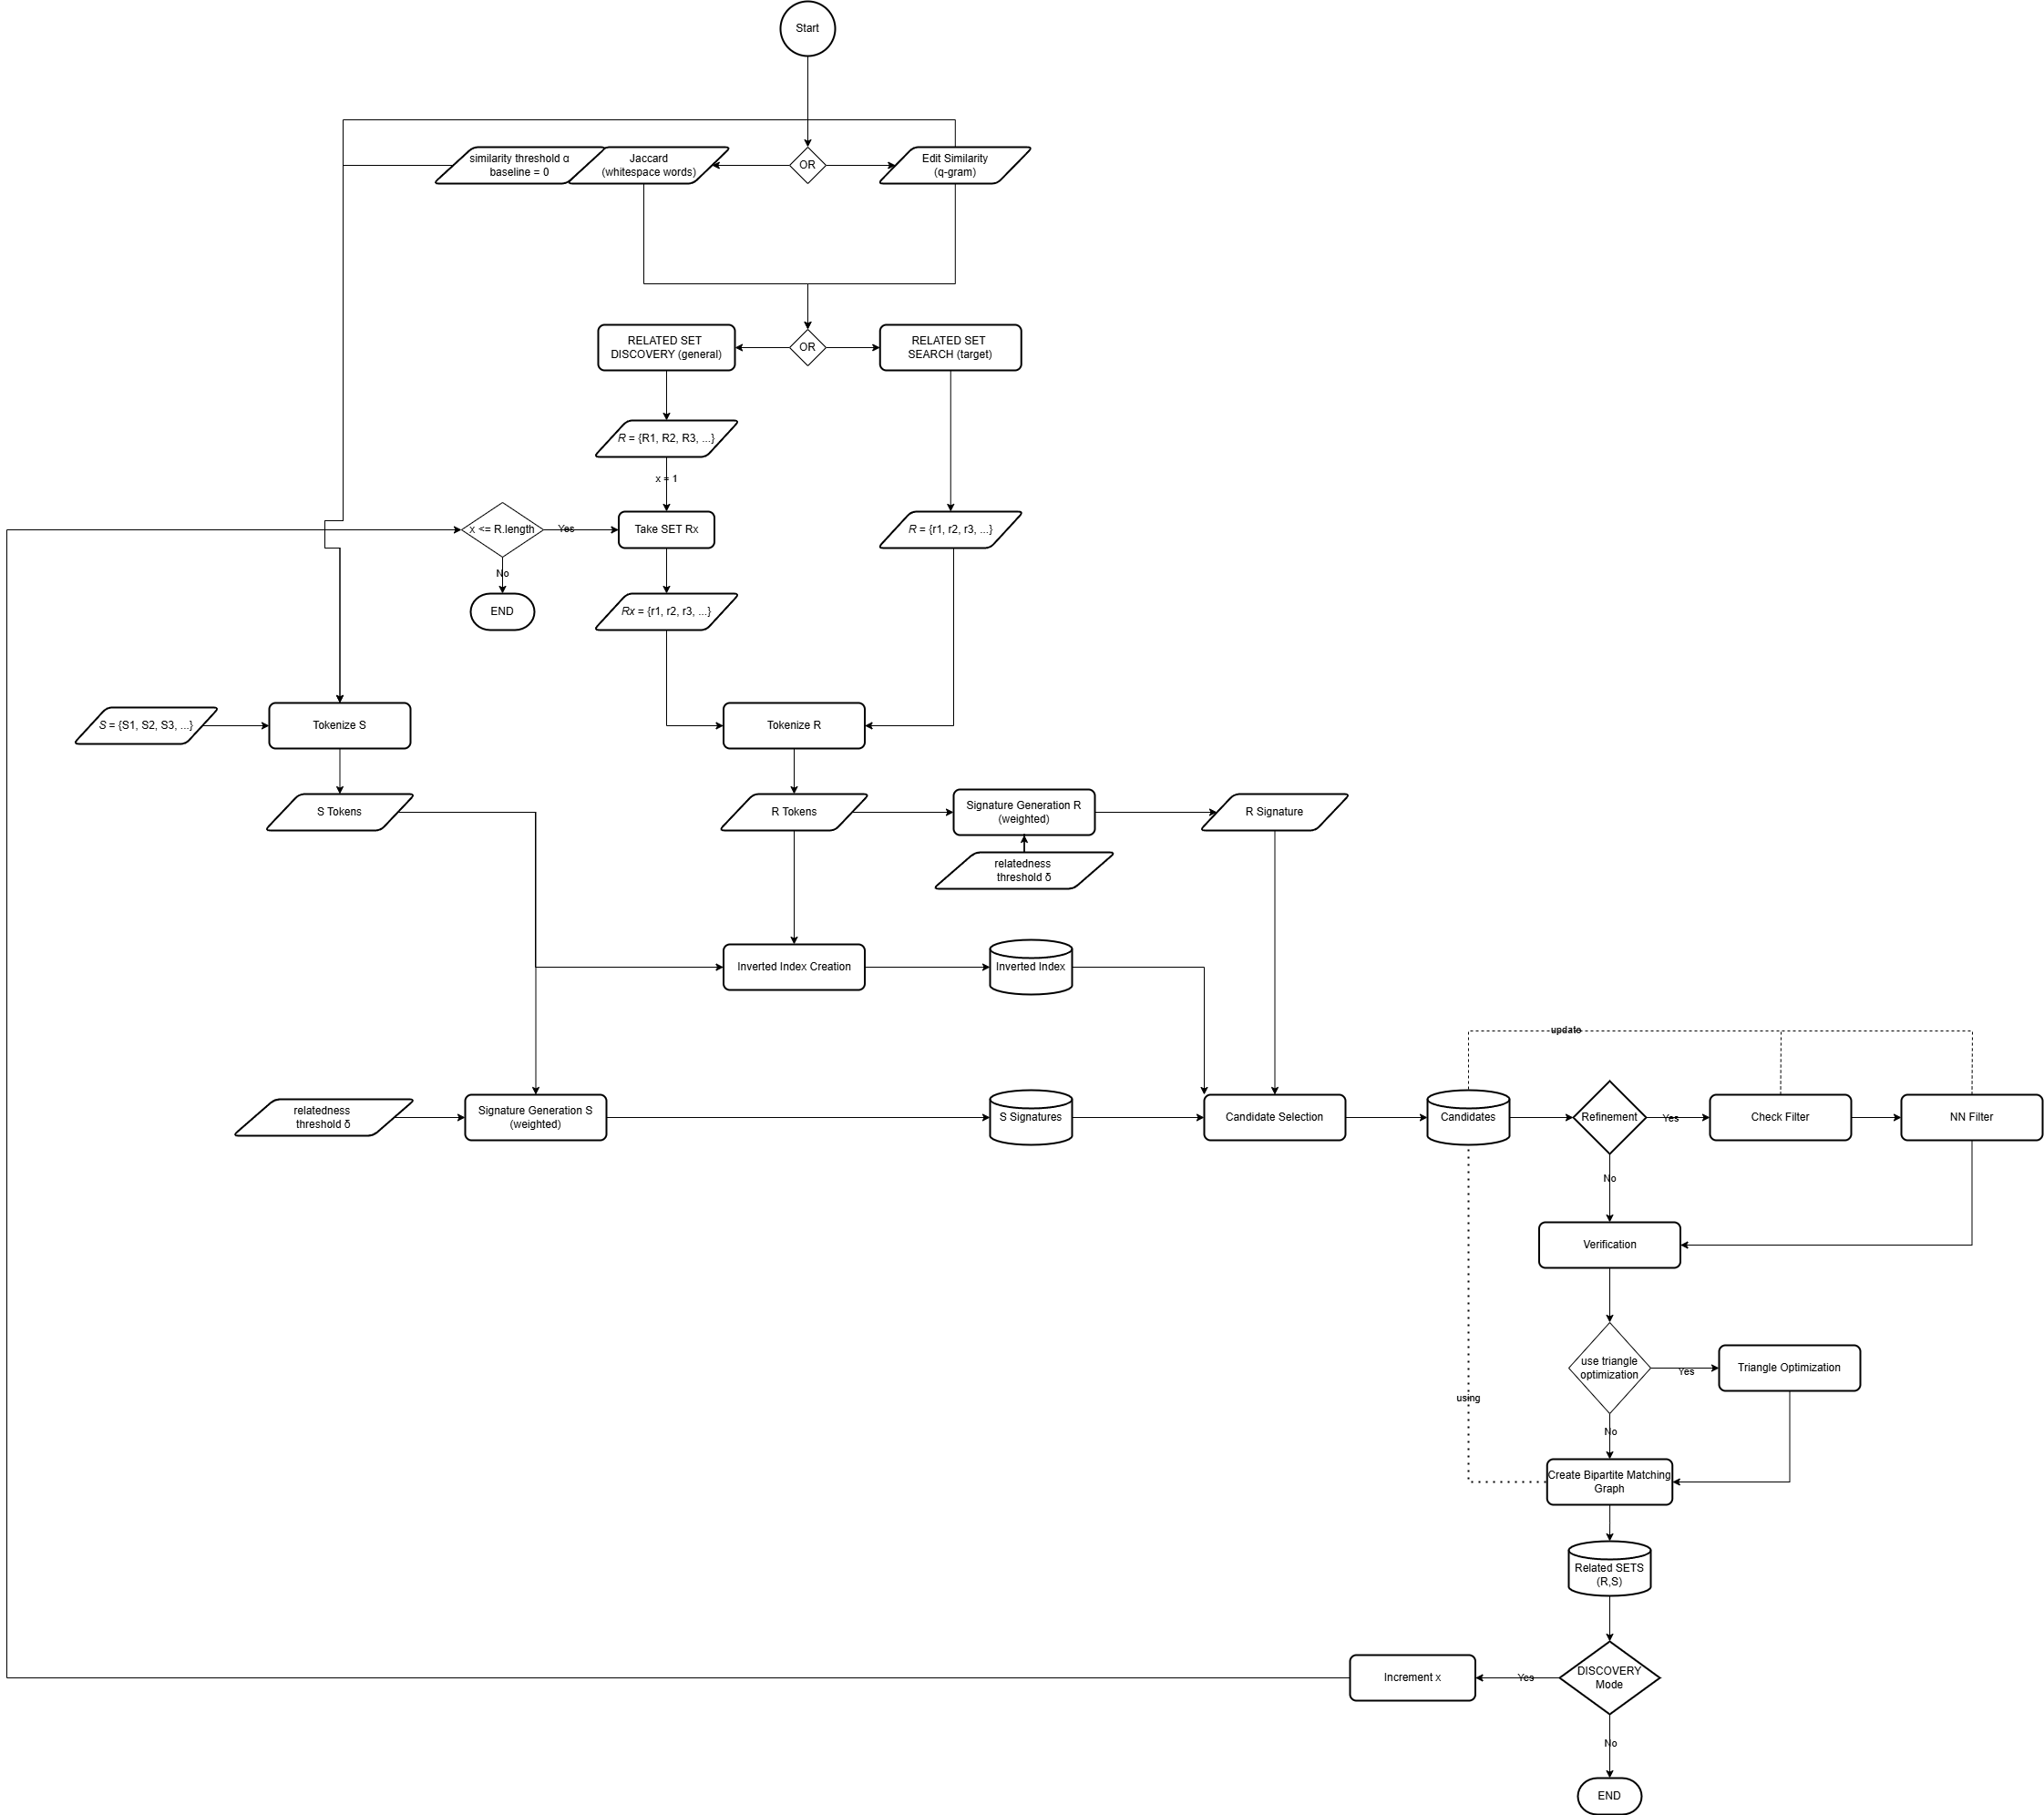 Start
similarity threshold α
baseline = 0
Jaccard
(whitespace words)
OR
Edit Similarity
(q-gram)
RELATED SET
DISCOVERY (general)
OR
RELATED SET
SEARCH (target)
R = {R1, R2, R3, ...}
x = 1
x <= R.length
Yes
Take SET Rx
R = {r1, r2, r3, ...}
No
END
Rx = {r1, r2, r3, ...}
S = {S1, S2, S3, ...}
Tokenize S
Tokenize R
S Tokens
R Tokens
Signature Generation R
(weighted)
R Signature
relatedness
threshold δ
Inverted Index Creation
Inverted Index
update
relatedness
threshold δ
Signature Generation S
(weighted)
S Signatures
Candidate Selection
Candidates
Refinement
Yes
Check Filter
NN Filter
No
Verification
use triangle
optimization
Yes
Triangle Optimization
using
No
Create Bipartite Matching
Graph
Related SETS
(R,S)
Increment x
Yes
DISCOVERY
Mode
No
END